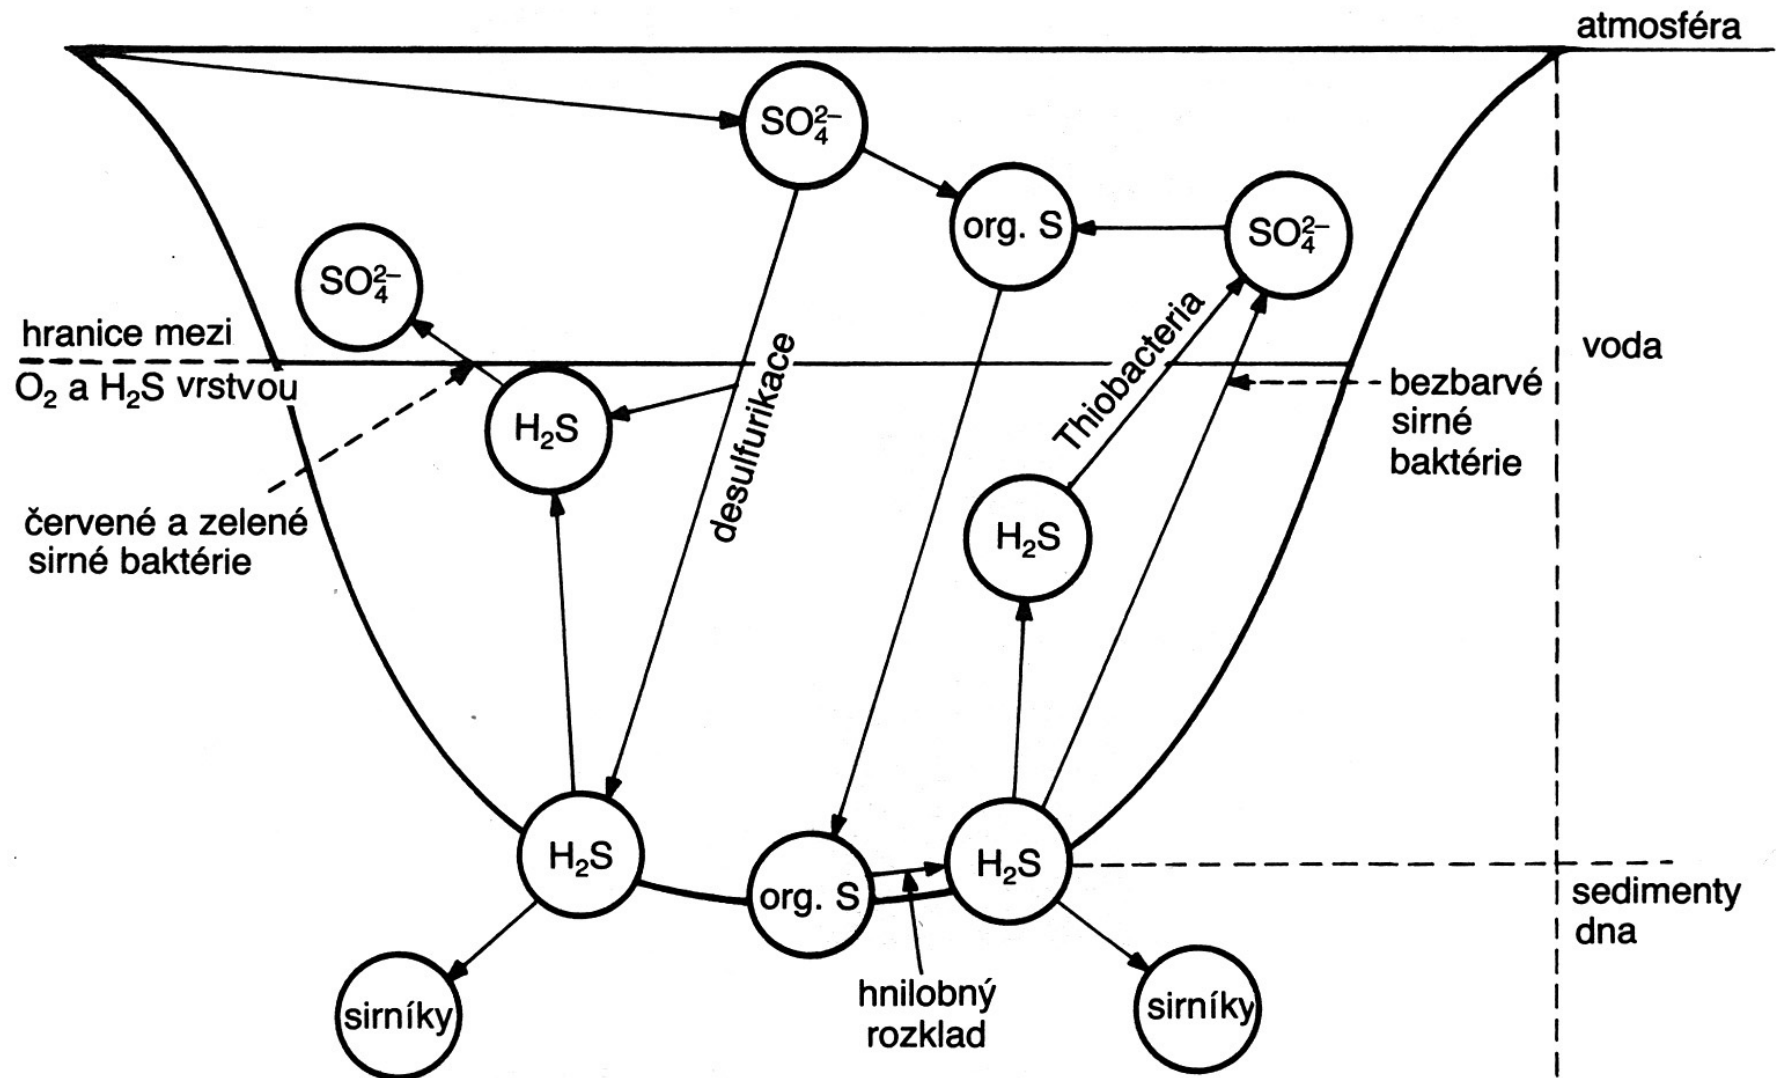 atmosféra
SO₄²⁻
org. S
SO₄²⁻
SO₄²⁻
hranice mezi
O₂ a H₂S vrstvou
voda
desulfurikace
Thiobacteria
bezbarvé
sirné
baktérie
H₂S
červené a zelené
sirné baktérie
H₂S
H₂S
org. S
H₂S
sedimenty
dna
hnilobný
rozklad
sirníky
sirníky